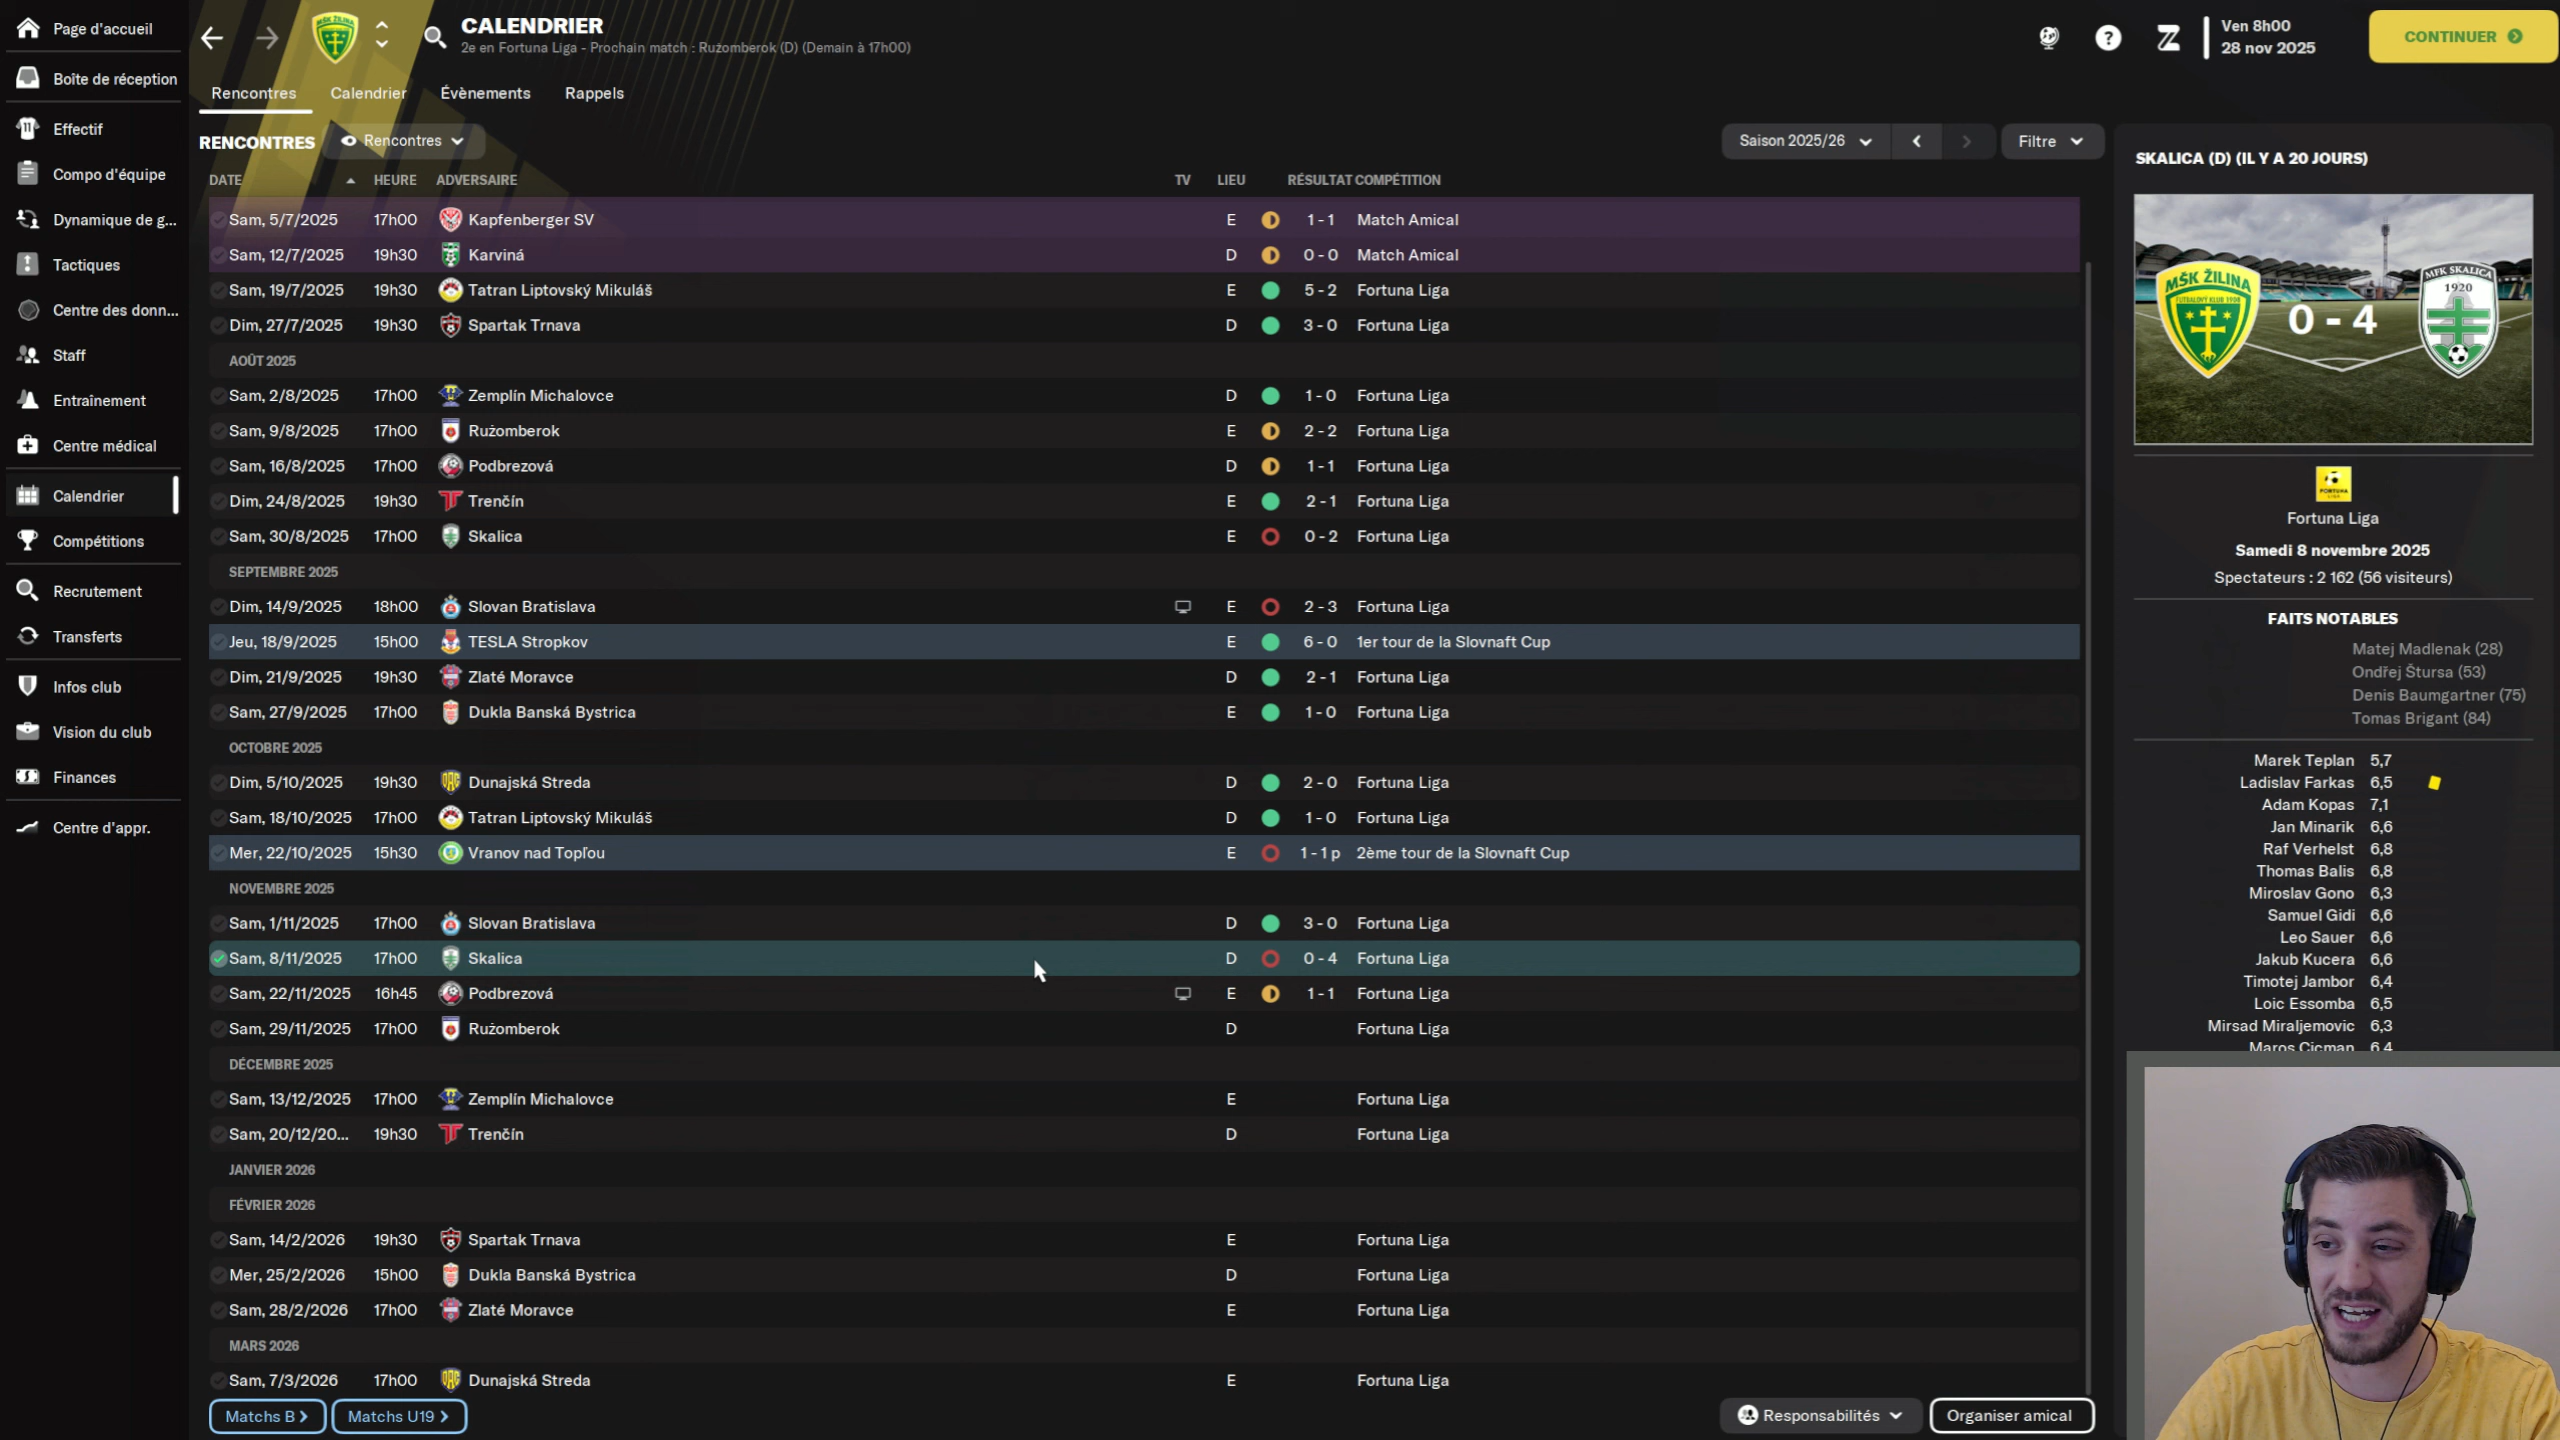 Page d'accueil
Boîte de réception
Effectif
Compo d'équipe
Dynamique de g...
Tactiques
Centre des donn...
Staff
Entraînement
Centre médical
Calendrier
Compétitions
Recrutement
Transferts
Infos club
Vision du club
Finances
Centre d'appr.
MŠK ŽILINA
CALENDRIER
2e en Fortuna Liga - Prochain match : Ružomberok (D) (Demain à 17h00)
Ven 8h00
28 nov 2025
CONTINUER
Rencontres Calendrier Évènements Rappels
RENCONTRES Rencontres Saison 2025/26 Filtre
DATE HEURE ADVERSAIRE TV LIEU RÉSULTAT COMPÉTITION
Sam, 5/7/2025 17h00 Kapfenberger SV E 1 - 1 Match Amical
Sam, 12/7/2025 19h30 Karviná D 0 - 0 Match Amical
Sam, 19/7/2025 19h30 Tatran Liptovský Mikuláš E 5 - 2 Fortuna Liga
Dim, 27/7/2025 19h30 Spartak Trnava D 3 - 0 Fortuna Liga
AOÛT 2025
Sam, 2/8/2025 17h00 Zemplín Michalovce D 1 - 0 Fortuna Liga
Sam, 9/8/2025 17h00 Ružomberok E 2 - 2 Fortuna Liga
Sam, 16/8/2025 17h00 Podbrezová D 1 - 1 Fortuna Liga
Dim, 24/8/2025 19h30 Trenčín E 2 - 1 Fortuna Liga
Sam, 30/8/2025 17h00 Skalica E 0 - 2 Fortuna Liga
SEPTEMBRE 2025
Dim, 14/9/2025 18h00 Slovan Bratislava E 2 - 3 Fortuna Liga
Jeu, 18/9/2025 15h00 TESLA Stropkov E 6 - 0 1er tour de la Slovnaft Cup
Dim, 21/9/2025 19h30 Zlaté Moravce D 2 - 1 Fortuna Liga
Sam, 27/9/2025 17h00 Dukla Banská Bystrica E 1 - 0 Fortuna Liga
OCTOBRE 2025
Dim, 5/10/2025 19h30 Dunajská Streda D 2 - 0 Fortuna Liga
Sam, 18/10/2025 17h00 Tatran Liptovský Mikuláš D 1 - 0 Fortuna Liga
Mer, 22/10/2025 15h30 Vranov nad Topľou E 1 - 1 p 2ème tour de la Slovnaft Cup
NOVEMBRE 2025
Sam, 1/11/2025 17h00 Slovan Bratislava D 3 - 0 Fortuna Liga
Sam, 8/11/2025 17h00 Skalica D 0 - 4 Fortuna Liga
Sam, 22/11/2025 16h45 Podbrezová E 1 - 1 Fortuna Liga
Sam, 29/11/2025 17h00 Ružomberok D Fortuna Liga
DÉCEMBRE 2025
Sam, 13/12/2025 17h00 Zemplín Michalovce E Fortuna Liga
Sam, 20/12/20... 19h30 Trenčín D Fortuna Liga
JANVIER 2026
FÉVRIER 2026
Sam, 14/2/2026 19h30 Spartak Trnava E Fortuna Liga
Mer, 25/2/2026 15h00 Dukla Banská Bystrica D Fortuna Liga
Sam, 28/2/2026 17h00 Zlaté Moravce E Fortuna Liga
MARS 2026
Sam, 7/3/2026 17h00 Dunajská Streda E Fortuna Liga
Matchs B Matchs U19 Responsabilités Organiser amical
SKALICA (D) (IL Y A 20 JOURS)
MŠK ŽILINA
FUTBALOVÝ KLUB 1908
0 - 4
MFK SKALICA
1920
FORTUNA
LIGA
Fortuna Liga
Samedi 8 novembre 2025
Spectateurs : 2 162 (56 visiteurs)
FAITS NOTABLES
Matej Madlenak (28)
Ondřej Štursa (53)
Denis Baumgartner (75)
Tomas Brigant (84)
Marek Teplan 5,7
Ladislav Farkas 6,5
Adam Kopas 7,1
Jan Minarik 6,6
Raf Verhelst 6,8
Thomas Balis 6,8
Miroslav Gono 6,3
Samuel Gidi 6,6
Leo Sauer 6,6
Jakub Kucera 6,6
Timotej Jambor 6,4
Loic Essomba 6,5
Mirsad Miraljemovic 6,3
Maros Cicman 6,4